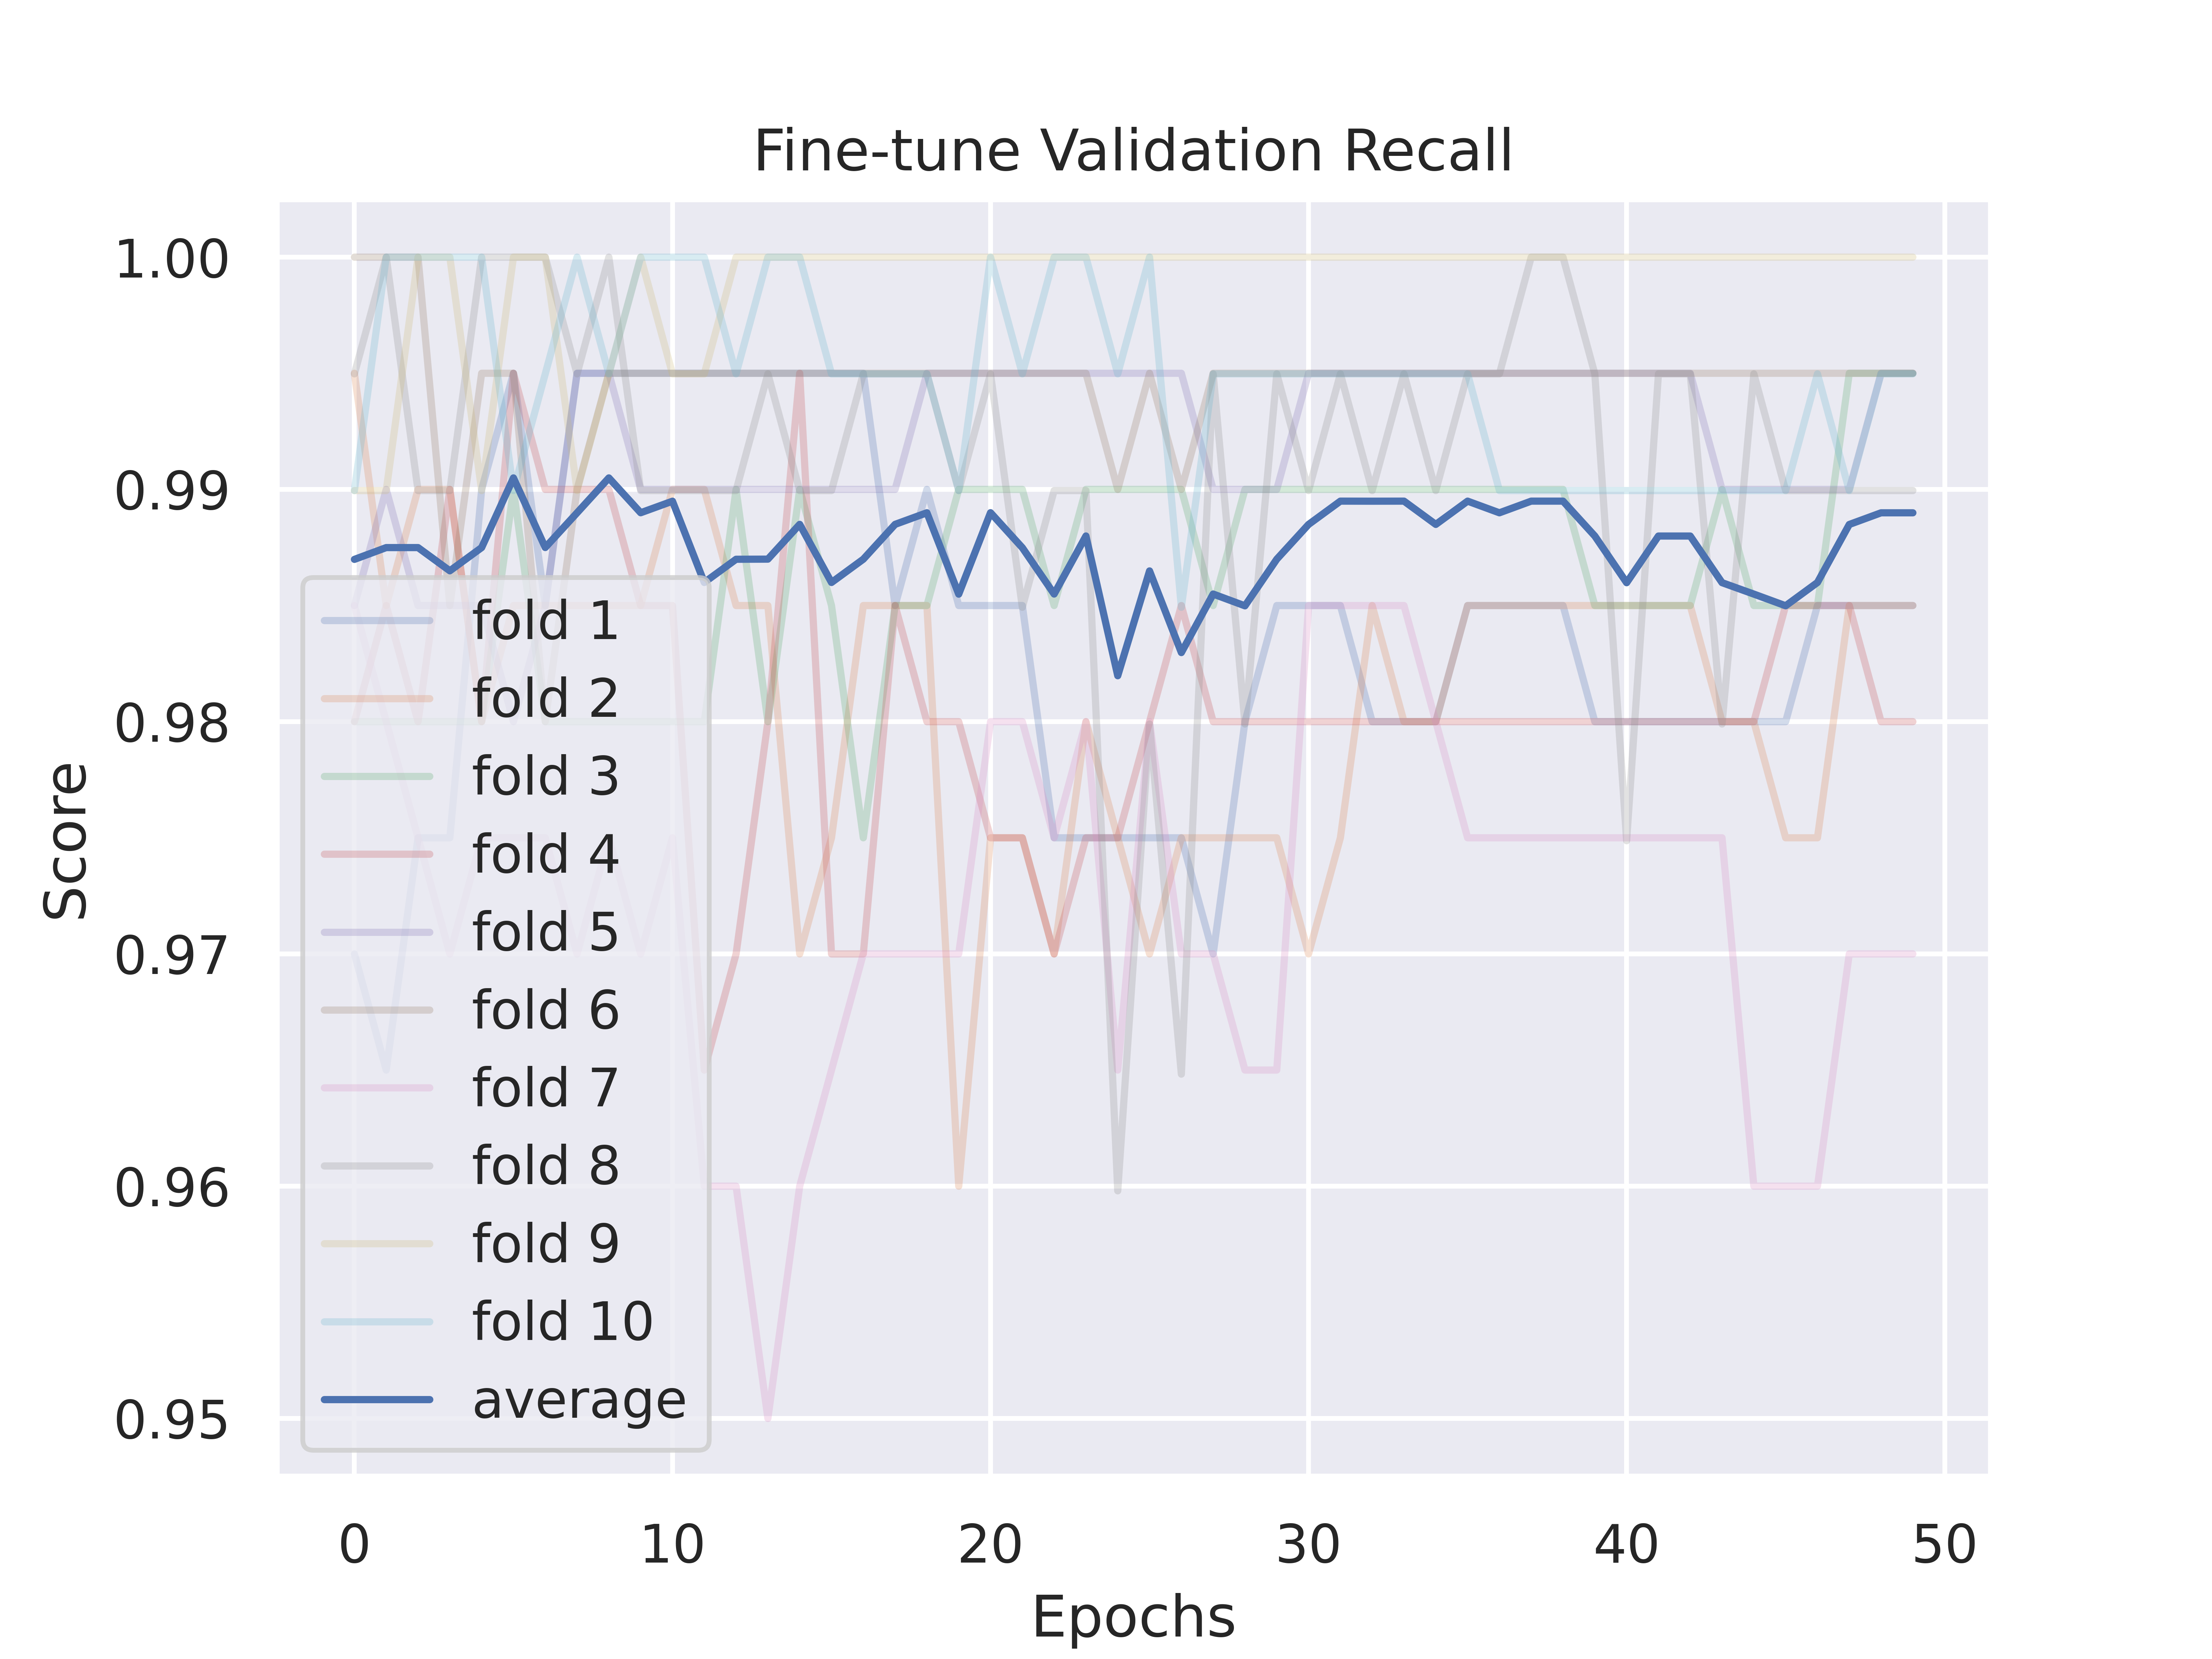 Fine-tune Validation Recall
1.00
0.99
0.98
0.97
0.96
0.95
Score
fold 1
fold 2
fold 3
fold 4
fold 5
fold 6
fold 7
fold 8
fold 9
fold 10
average
0 10 20 30 40 50
Epochs